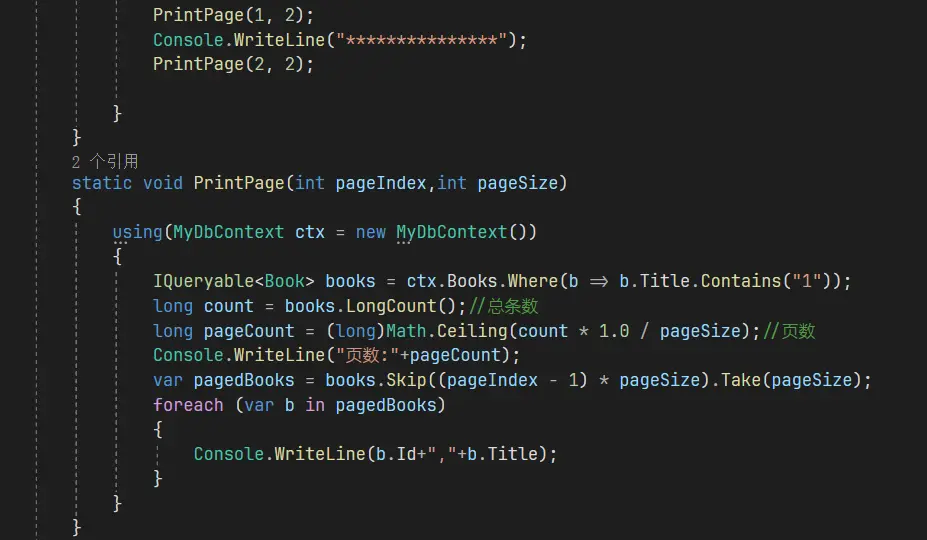 PrintPage(1, 2);
Console.WriteLine("***************");
PrintPage(2, 2);
}
}
2 个引用
static void PrintPage(int pageIndex,int pageSize)
{
using(MyDbContext ctx = new MyDbContext())
{
IQueryable<Book> books = ctx.Books.Where(b => b.Title.Contains("1"));
long count = books.LongCount();//总条数
long pageCount = (long)Math.Ceiling(count * 1.0 / pageSize);//页数
Console.WriteLine("页数:"+pageCount);
var pagedBooks = books.Skip((pageIndex - 1) * pageSize).Take(pageSize);
foreach (var b in pagedBooks)
{
Console.WriteLine(b.Id+","+b.Title);
}
}
}